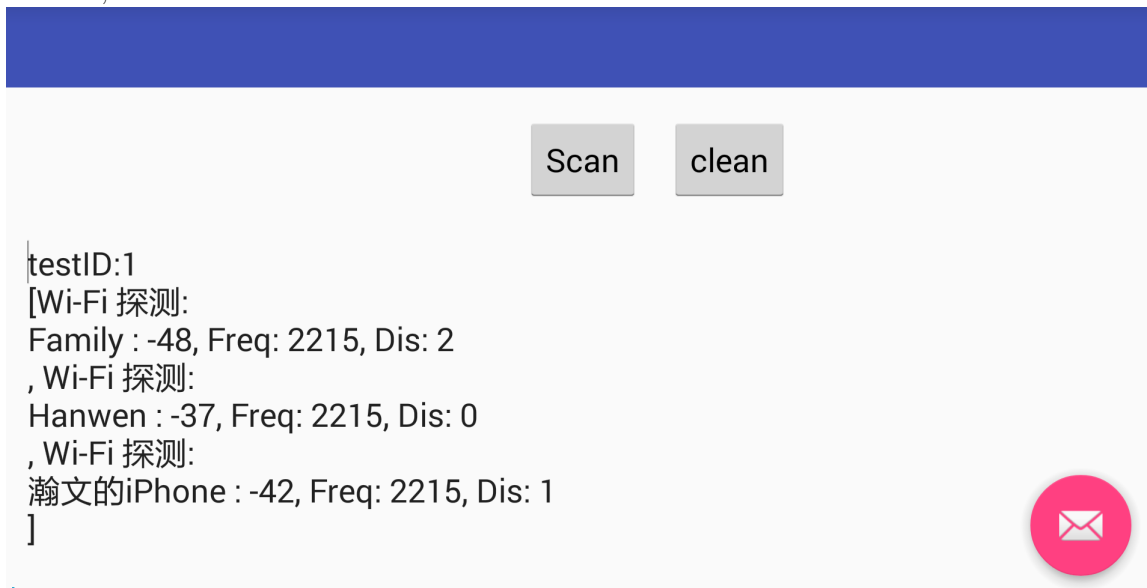 Scan clean
testID:1
[Wi-Fi 探测:
Family : -48, Freq: 2215, Dis: 2
, Wi-Fi 探测:
Hanwen : -37, Freq: 2215, Dis: 0
, Wi-Fi 探测:
瀚文的iPhone : -42, Freq: 2215, Dis: 1
]